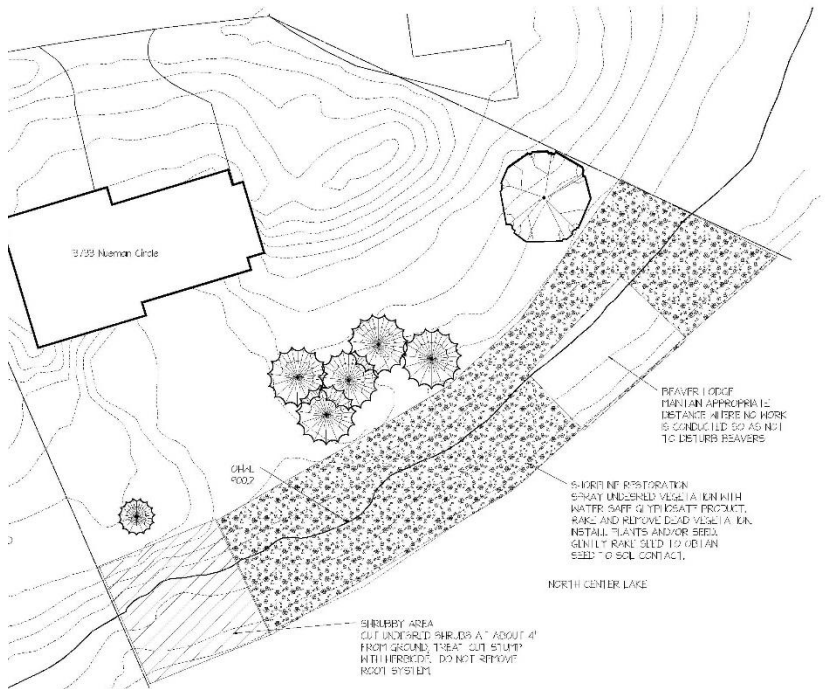 3733 Nueman Circle
BEAVER LODGE
MAINTAIN APPROPRIATE
DISTANCE WHERE NO WORK
IS CONDUCTED SO AS NOT
TO DISTURB BEAVERS
OHWL
900.2
SHORELINE RESTORATION
SPRAY UNDESIRED VEGETATION WITH
WATER SAFE GLYPHOSATE PRODUCT.
RAKE AND REMOVE DEAD VEGETATION.
INSTALL PLANTS AND/OR SEED.
GENTLY RAKE SEED TO OBTAIN
SEED TO SOIL CONTACT.
NORTH CENTER LAKE
SHRUBBY AREA
CUT UNDESIRED SHRUBS AT ABOUT 4"
FROM GROUND, TREAT CUT STUMP
WITH HERBICIDE. DO NOT REMOVE
ROOT SYSTEM.